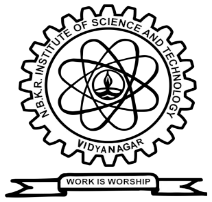 N.B.K.R. INSTITUTE OF SCIENCE AND TECHNOLOGY
VIDYANAGAR
WORK IS WORSHIP